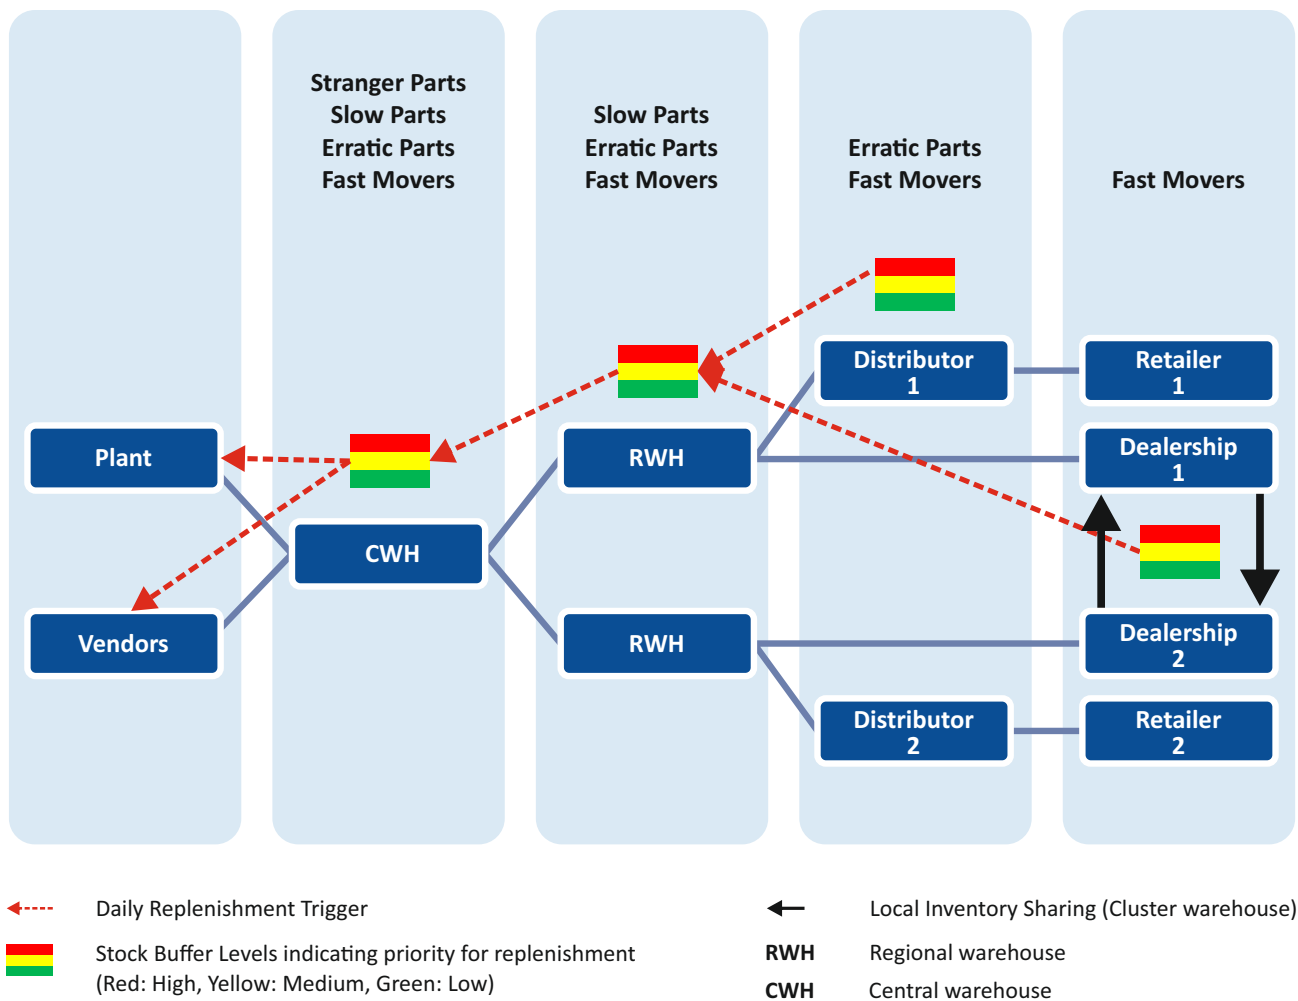 Stranger Parts
Slow Parts
Erratic Parts
Fast Movers
Slow Parts
Erratic Parts
Fast Movers
Erratic Parts
Fast Movers
Fast Movers
Plant
Vendors
CWH
RWH
RWH
Distributor
1
Distributor
2
Retailer
1
Dealership
1
Dealership
2
Retailer
2
Daily Replenishment Trigger
Stock Buffer Levels indicating priority for replenishment
(Red: High, Yellow: Medium, Green: Low)
Local Inventory Sharing (Cluster warehouse)
RWH Regional warehouse
CWH Central warehouse